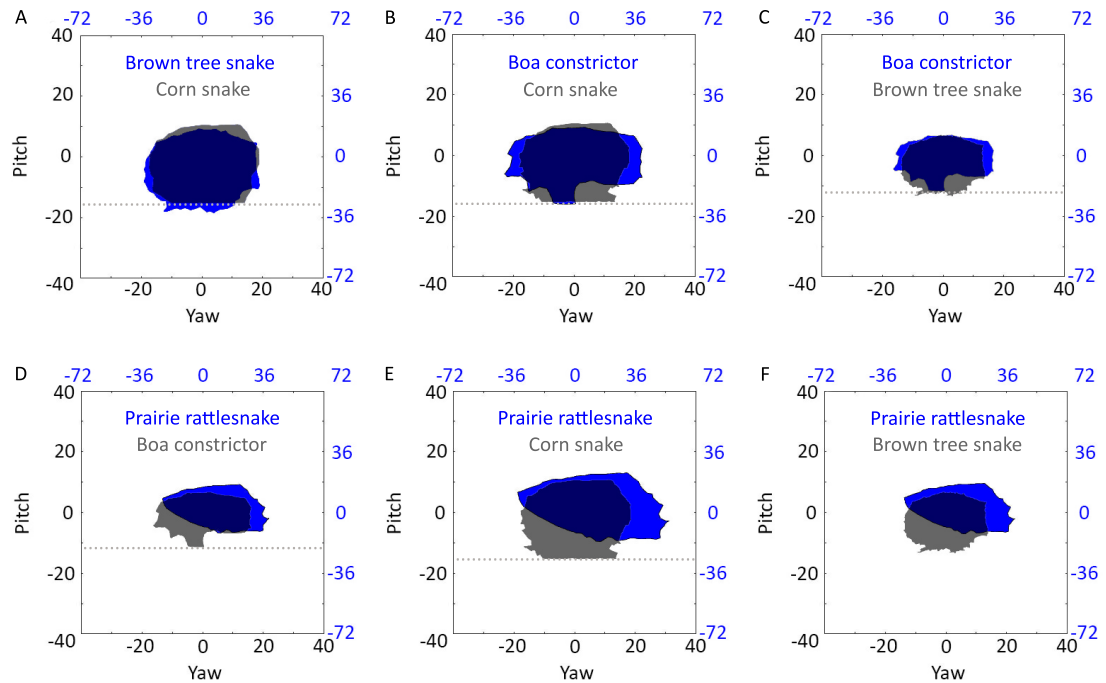 A -72 -36 0 36 72
B -72 -36 0 36 72
C -72 -36 0 36 72
40 40 40
Brown tree snake
Corn snake
Boa constrictor
Corn snake
Boa constrictor
Brown tree snake
20 36 20 36 20 36
Pitch 0 0 Pitch 0 0 Pitch 0 0
-20 -36 -20 -36 -20 -36
-40 -72 -40 -72 -40 -72
-20 0 20 40 -20 0 20 40 -20 0 20 40
Yaw Yaw Yaw
D -72 -36 0 36 72
E -72 -36 0 36 72
F -72 -36 0 36 72
40 40 40
Prairie rattlesnake
Boa constrictor
Prairie rattlesnake
Corn snake
Prairie rattlesnake
Brown tree snake
20 36 20 36 20 36
Pitch 0 0 Pitch 0 0 Pitch 0 0
-20 -36 -20 -36 -20 -36
-40 -72 -40 -72 -40 -72
-20 0 20 40 -20 0 20 40 -20 0 20 40
Yaw Yaw Yaw